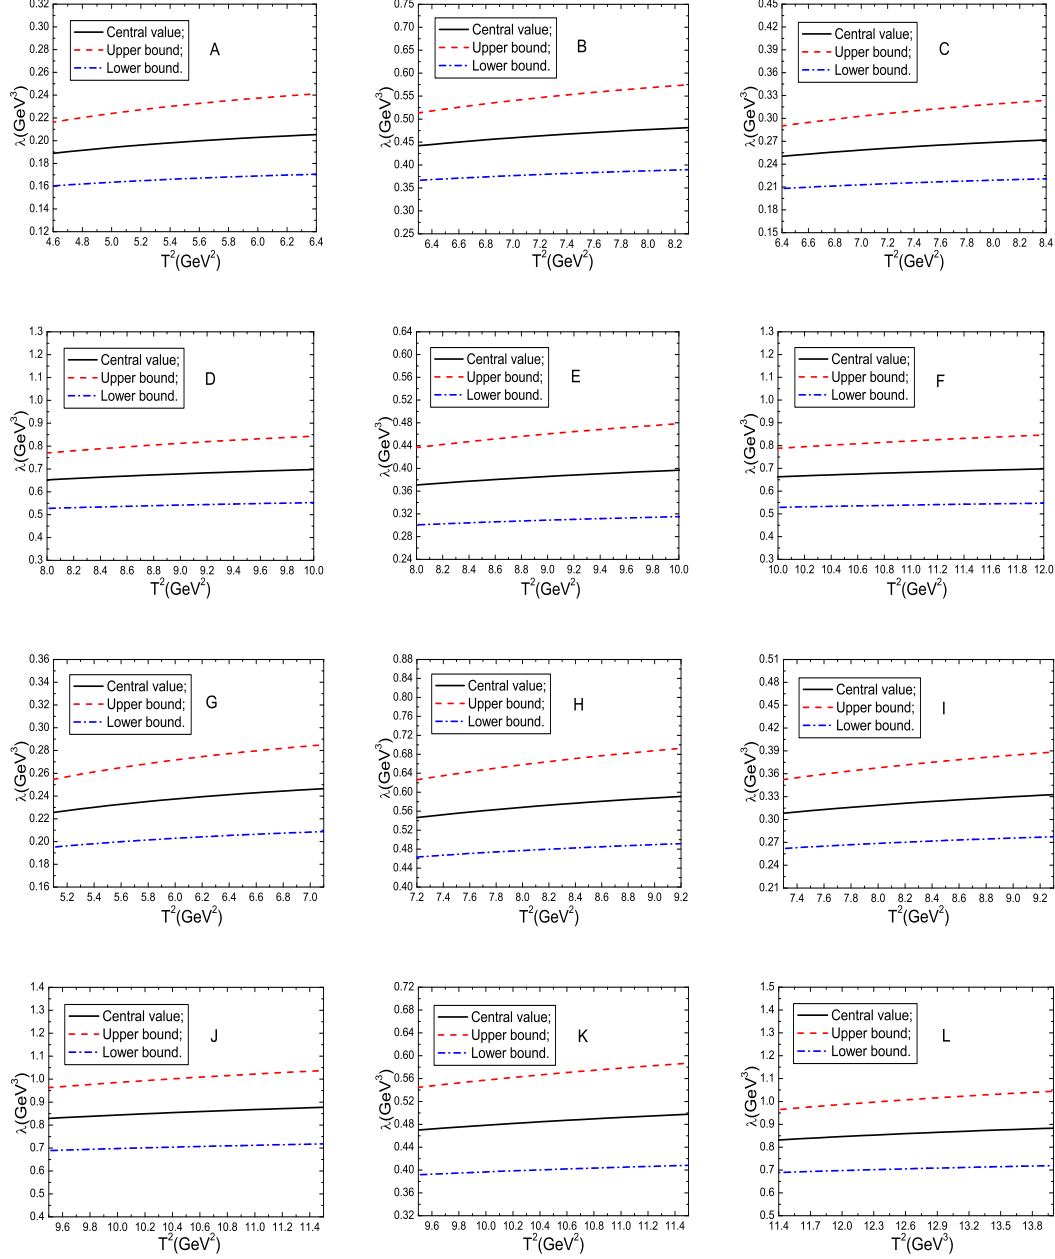 0.32
0.28
0.24
0.20
0.16
0.12
λ(GeV³)
Central value;
Upper bound;
Lower bound.
A
4.6 4.8 5.0 5.2 5.4 5.6 5.8 6.0 6.2 6.4
T²(GeV²)
0.75
0.65
0.55
0.45
0.35
0.25
λ(GeV³)
Central value;
Upper bound;
Lower bound.
B
6.4 6.6 6.8 7.0 7.2 7.4 7.6 7.8 8.0 8.2
T²(GeV²)
0.45
0.39
0.33
0.27
0.21
0.15
λ(GeV³)
Central value;
Upper bound;
Lower bound.
C
6.4 6.6 6.8 7.0 7.2 7.4 7.6 7.8 8.0 8.2 8.4
T²(GeV²)
1.3
1.2
1.1
1.0
0.9
0.8
0.7
0.6
0.5
0.4
0.3
λ(GeV³)
Central value;
Upper bound;
Lower bound.
D
8.0 8.2 8.4 8.6 8.8 9.0 9.2 9.4 9.6 9.8 10.0
T²(GeV²)
0.64
0.60
0.56
0.52
0.48
0.44
0.40
0.36
0.32
0.28
0.24
λ(GeV³)
Central value;
Upper bound;
Lower bound.
E
8.0 8.2 8.4 8.6 8.8 9.0 9.2 9.4 9.6 9.8 10.0
T²(GeV²)
1.3
1.2
1.1
1.0
0.9
0.8
0.7
0.6
0.5
0.4
0.3
λ(GeV³)
Central value;
Upper bound;
Lower bound.
F
10.0 10.2 10.4 10.6 10.8 11.0 11.2 11.4 11.6 11.8 12.0
T²(GeV²)
0.36
0.34
0.32
0.30
0.28
0.26
0.24
0.22
0.20
0.18
0.16
λ(GeV³)
Central value;
Upper bound;
Lower bound.
G
5.2 5.4 5.6 5.8 6.0 6.2 6.4 6.6 6.8 7.0
T²(GeV²)
0.88
0.84
0.80
0.76
0.72
0.68
0.64
0.60
0.56
0.52
0.48
0.44
0.40
λ(GeV³)
Central value;
Upper bound;
Lower bound.
H
7.2 7.4 7.6 7.8 8.0 8.2 8.4 8.6 8.8 9.0 9.2
T²(GeV²)
0.51
0.48
0.45
0.42
0.39
0.36
0.33
0.30
0.27
0.24
0.21
λ(GeV³)
Central value;
Upper bound;
Lower bound.
I
7.4 7.6 7.8 8.0 8.2 8.4 8.6 8.8 9.0 9.2
T²(GeV²)
1.4
1.3
1.2
1.1
1.0
0.9
0.8
0.7
0.6
0.5
0.4
λ(GeV³)
Central value;
Upper bound;
Lower bound.
J
9.6 9.8 10.0 10.2 10.4 10.6 10.8 11.0 11.2 11.4
T²(GeV²)
0.72
0.68
0.64
0.60
0.56
0.52
0.48
0.44
0.40
0.36
0.32
λ(GeV³)
Central value;
Upper bound;
Lower bound.
K
9.6 9.8 10.0 10.2 10.4 10.6 10.8 11.0 11.2 11.4
T²(GeV²)
1.5
1.4
1.3
1.2
1.1
1.0
0.9
0.8
0.7
0.6
0.5
λ(GeV³)
Central value;
Upper bound;
Lower bound.
L
11.4 11.7 12.0 12.3 12.6 12.9 13.2 13.5 13.8
T²(GeV³)